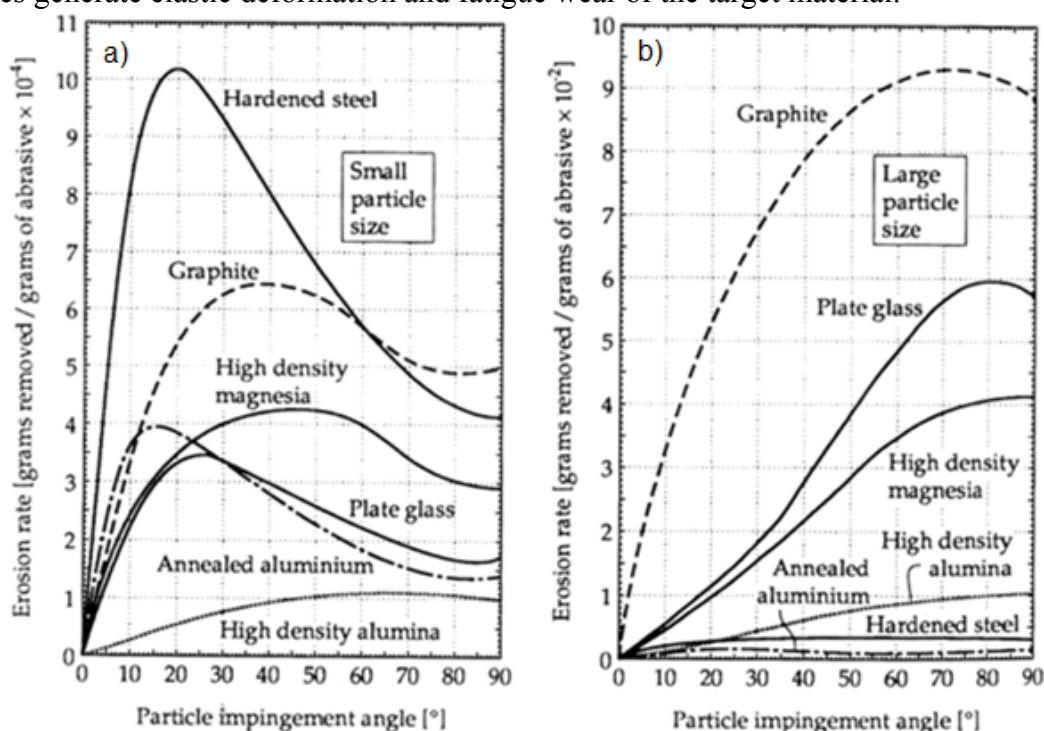 es generate elastic deformation and fatigue wear of the target material.
a)
Erosion rate [grams removed / grams of abrasive × 10⁻⁴]
11
10
9
8
7
6
5
4
3
2
1
0
Hardened steel
Small
particle
size
Graphite
High density
magnesia
Plate glass
Annealed aluminium
High density alumina
0 10 20 30 40 50 60 70 80 90
Particle impingement angle [°]
b)
Erosion rate [grams removed / grams of abrasive × 10⁻²]
10
9
8
7
6
5
4
3
2
1
0
Graphite
Large
particle
size
Plate glass
High density
magnesia
High density
alumina
Annealed
aluminium
Hardened steel
0 10 20 30 40 50 60 70 80 90
Particle impingement angle [°]